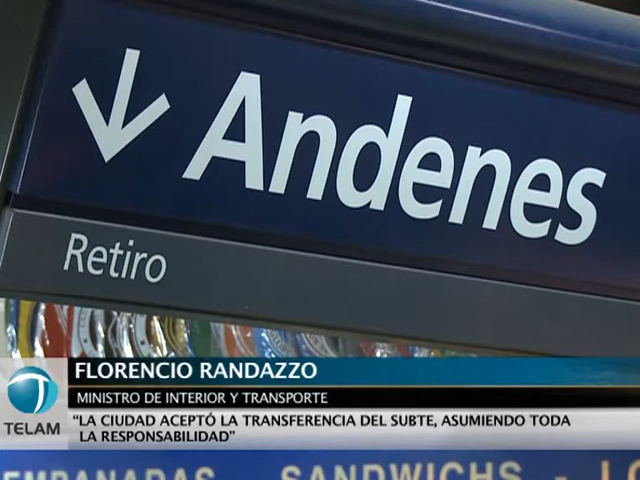 Andenes
Retiro
FLORENCIO RANDAZZO
MINISTRO DE INTERIOR Y TRANSPORTE
TELAM
“LA CIUDAD ACEPTÓ LA TRANSFERENCIA DEL SUBTE, ASUMIENDO TODA
LA RESPONSABILIDAD”
EMPANADAS SANDWICHS